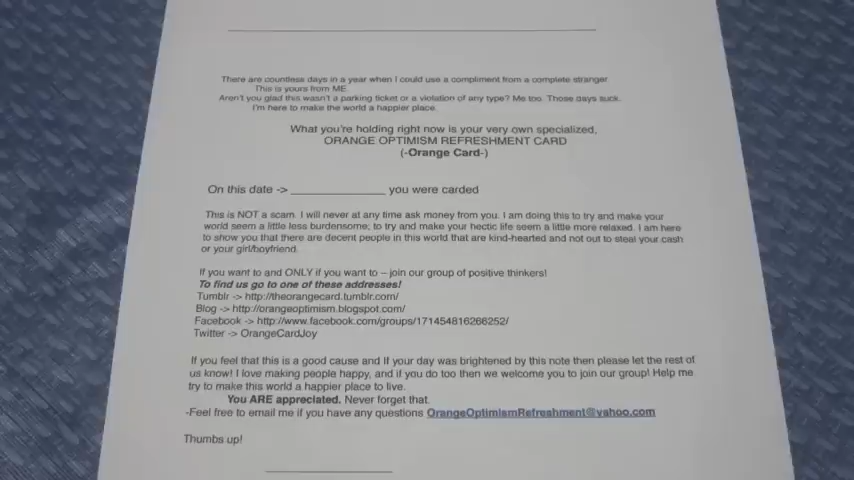 There are countless days in a year when I could use a compliment from a complete stranger.
This is yours from ME.
Aren't you glad this wasn't a parking ticket or a violation of any type? Me too. Those days suck.
I'm here to make the world a happier place.
What you're holding right now is your very own specialized,
ORANGE OPTIMISM REFRESHMENT CARD
(-Orange Card-)
On this date -> ________________ you were carded
This is NOT a scam. I will never at any time ask money from you. I am doing this to try and make your
world seem a little less burdensome; to try and make your hectic life seem a little more relaxed. I am here
to show you that there are decent people in this world that are kind-hearted and not out to steal your cash
or your girl/boyfriend.
If you want to and ONLY if you want to – join our group of positive thinkers!
To find us go to one of these addresses!
Tumblr -> http://theorangecard.tumblr.com/
Blog -> http://orangeoptimism.blogspot.com/
Facebook -> http://www.facebook.com/groups/171454816266252/
Twitter -> OrangeCardJoy
If you feel that this is a good cause and If your day was brightened by this note then please let the rest of
us know! I love making people happy, and if you do too then we welcome you to join our group! Help me
try to make this world a happier place to live.
You ARE appreciated. Never forget that.
-Feel free to email me if you have any questions OrangeOptimismRefreshment@yahoo.com
Thumbs up!